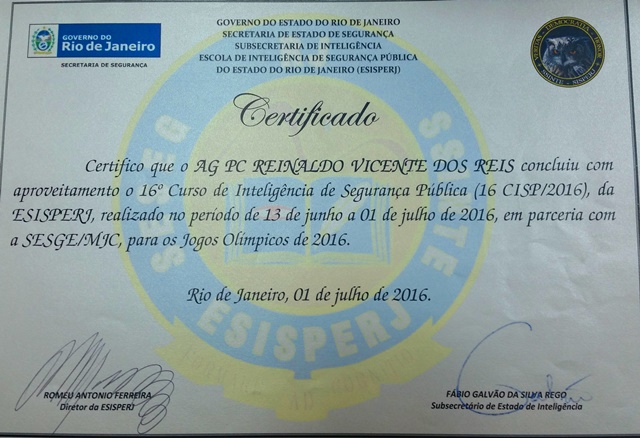 GOVERNO DO
Rio de Janeiro
SECRETARIA DE SEGURANÇA
GOVERNO DO ESTADO DO RIO DE JANEIRO
SECRETARIA DE ESTADO DE SEGURANÇA
SUBSECRETARIA DE INTELIGÊNCIA
ESCOLA DE INTELIGÊNCIA DE SEGURANÇA PÚBLICA
DO ESTADO DO RIO DE JANEIRO (ESISPERJ)
Certificado
Certifico que o AG PC REINALDO VICENTE DOS REIS concluiu com
aproveitamento o 16º Curso de Inteligência de Segurança Pública (16 CISP/2016), da
ESISPERJ, realizado no período de 13 de junho a 01 de julho de 2016, em parceria com
a SESGE/MJC, para os Jogos Olímpicos de 2016.
Rio de Janeiro, 01 de julho de 2016.
SESEG
SSINTE
ESISPERJ
ROMEU ANTONIO FERREIRA
Diretor da ESISPERJ
FÁBIO GALVÃO DA SILVA REGO
Subsecretário de Estado de Inteligência